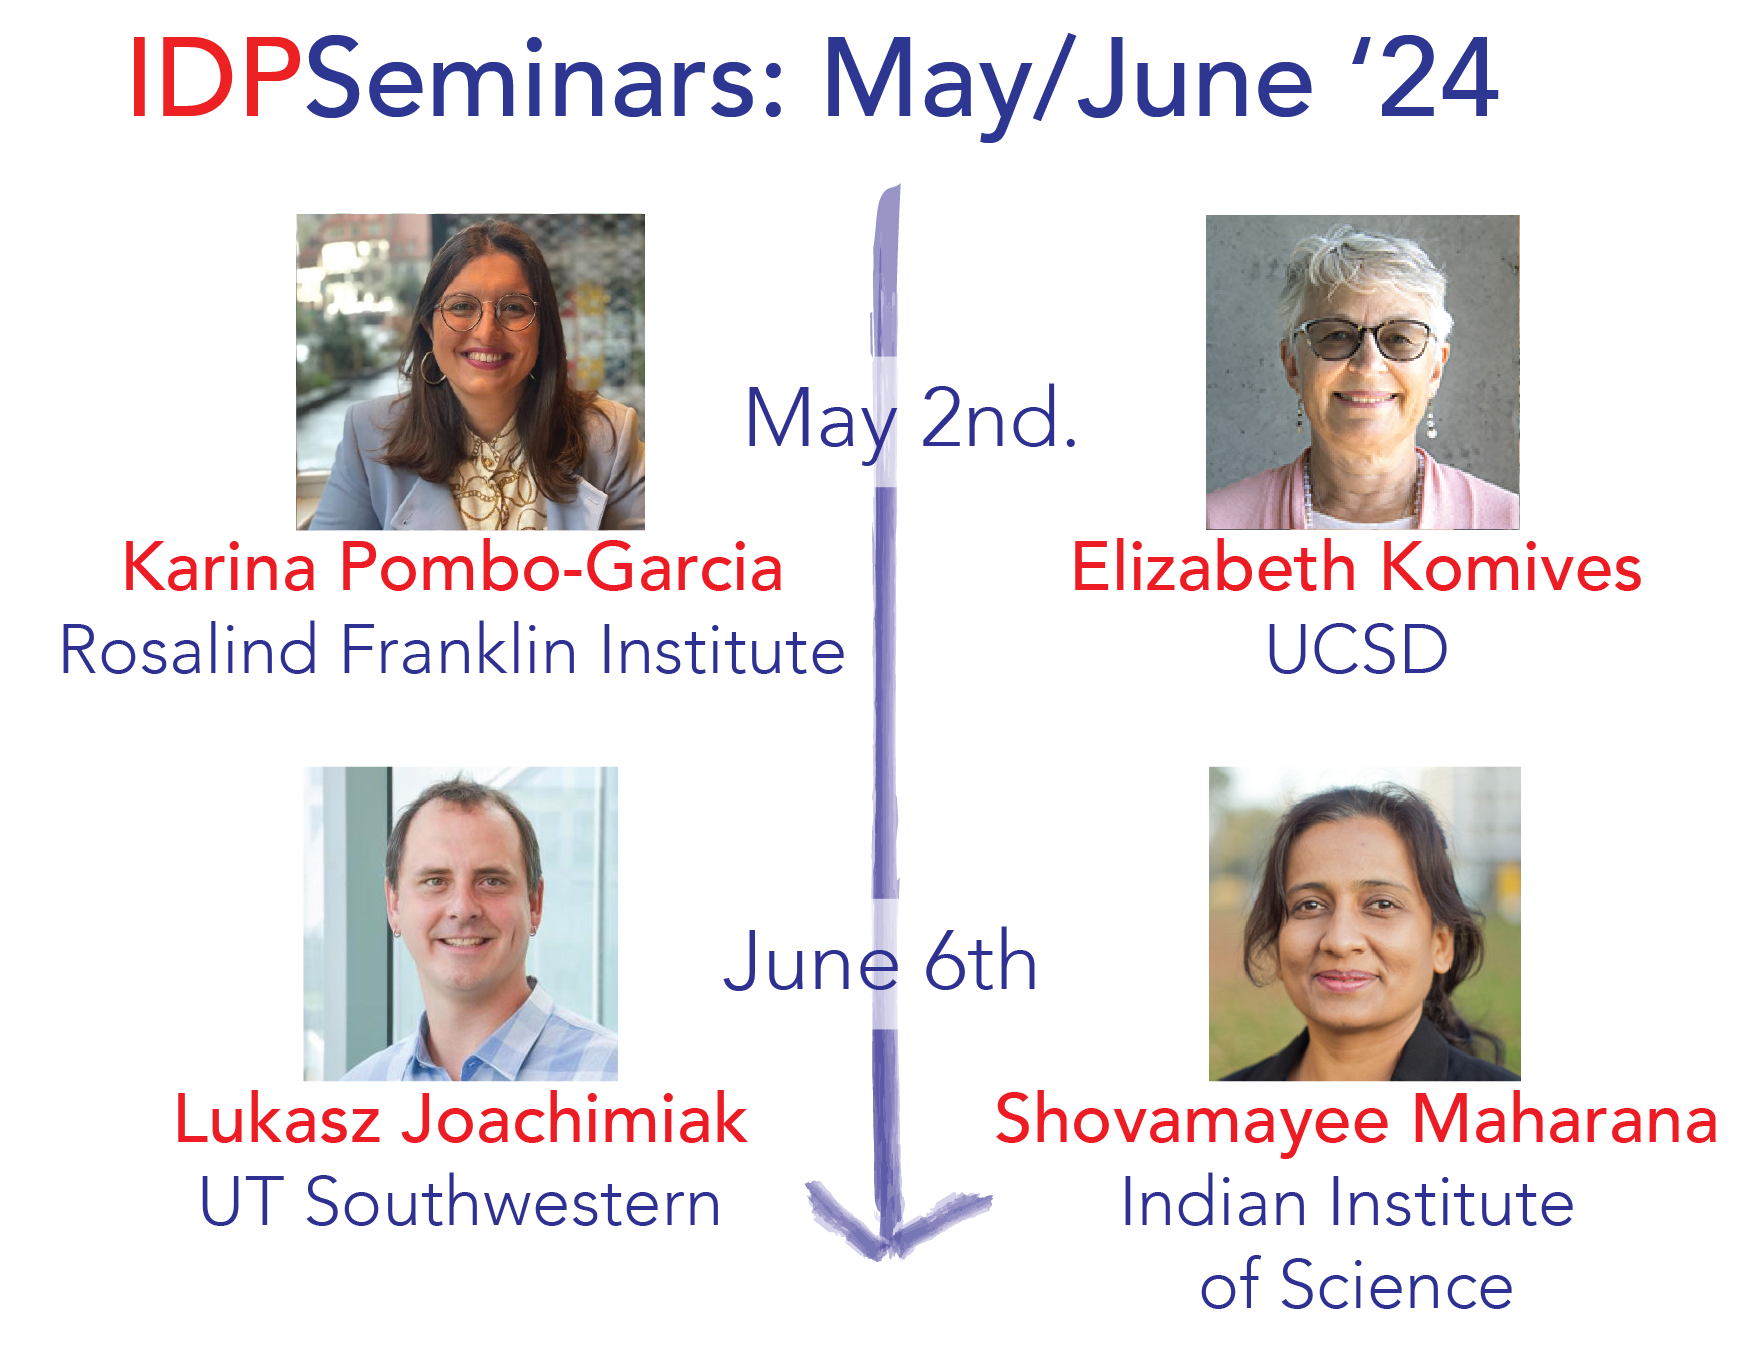 IDPSeminars: May/June ‘24
May 2nd.
Karina Pombo-Garcia
Rosalind Franklin Institute
Elizabeth Komives
UCSD
June 6th
Lukasz Joachimiak
UT Southwestern
Shovamayee Maharana
Indian Institute
of Science